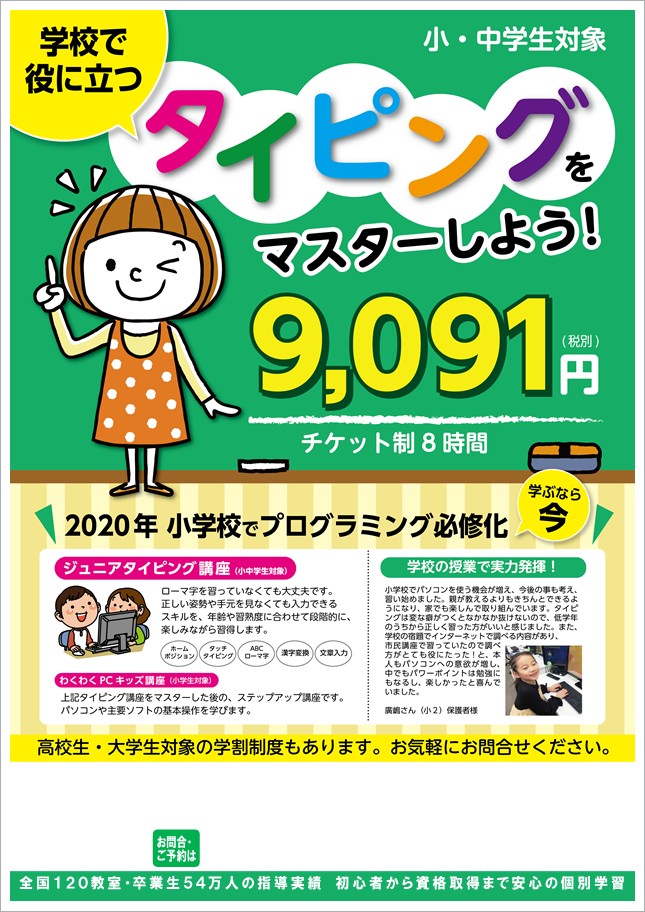 学校で
役に立つ
小・中学生対象
タイピングを
マスターしよう!
9,091円
(税別)
チケット制8時間
学ぶなら
今
2020年 小学校でプログラミング必修化
ジュニアタイピング講座(小中学生対象)
ローマ字を習っていなくても大丈夫です。
正しい姿勢や手元を見なくても入力できる
スキルを、年齢や習熟度に合わせて段階的に、
楽しみながら習得します。
ホーム
ポジション
タッチ
タイピング
ABC
ローマ字
漢字変換
文章入力
わくわくPCキッズ講座(小学生対象)
上記タイピング講座をマスターした後の、ステップアップ講座です。
パソコンや主要ソフトの基本操作を学びます。
学校の授業で実力発揮!
小学校でパソコンを使う機会が増え、今後の事も考え、
習い始めました。親が教えるよりもきちんとできるよ
うになり、家でも楽しんで取り組んでいます。タイピ
ングは変な癖がつくとなかなか抜けないので、低学年
のうちから正しく習った方がいいと感じました。また、
学校の宿題でインターネットで調べる内容があり、
市民講座で習っていたので調べ
方がとても役にたった!と、本
人もパソコンへの意欲が増し、
中でもパワーポイントは勉強に
もなるし、楽しかったと喜んで
いました。
廣嶋さん(小2)保護者様
高校生・大学生対象の学割制度もあります。お気軽にお問合せください。
お問合・
ご予約は
全国120教室・卒業生54万人の指導実績 初心者から資格取得まで安心の個別学習